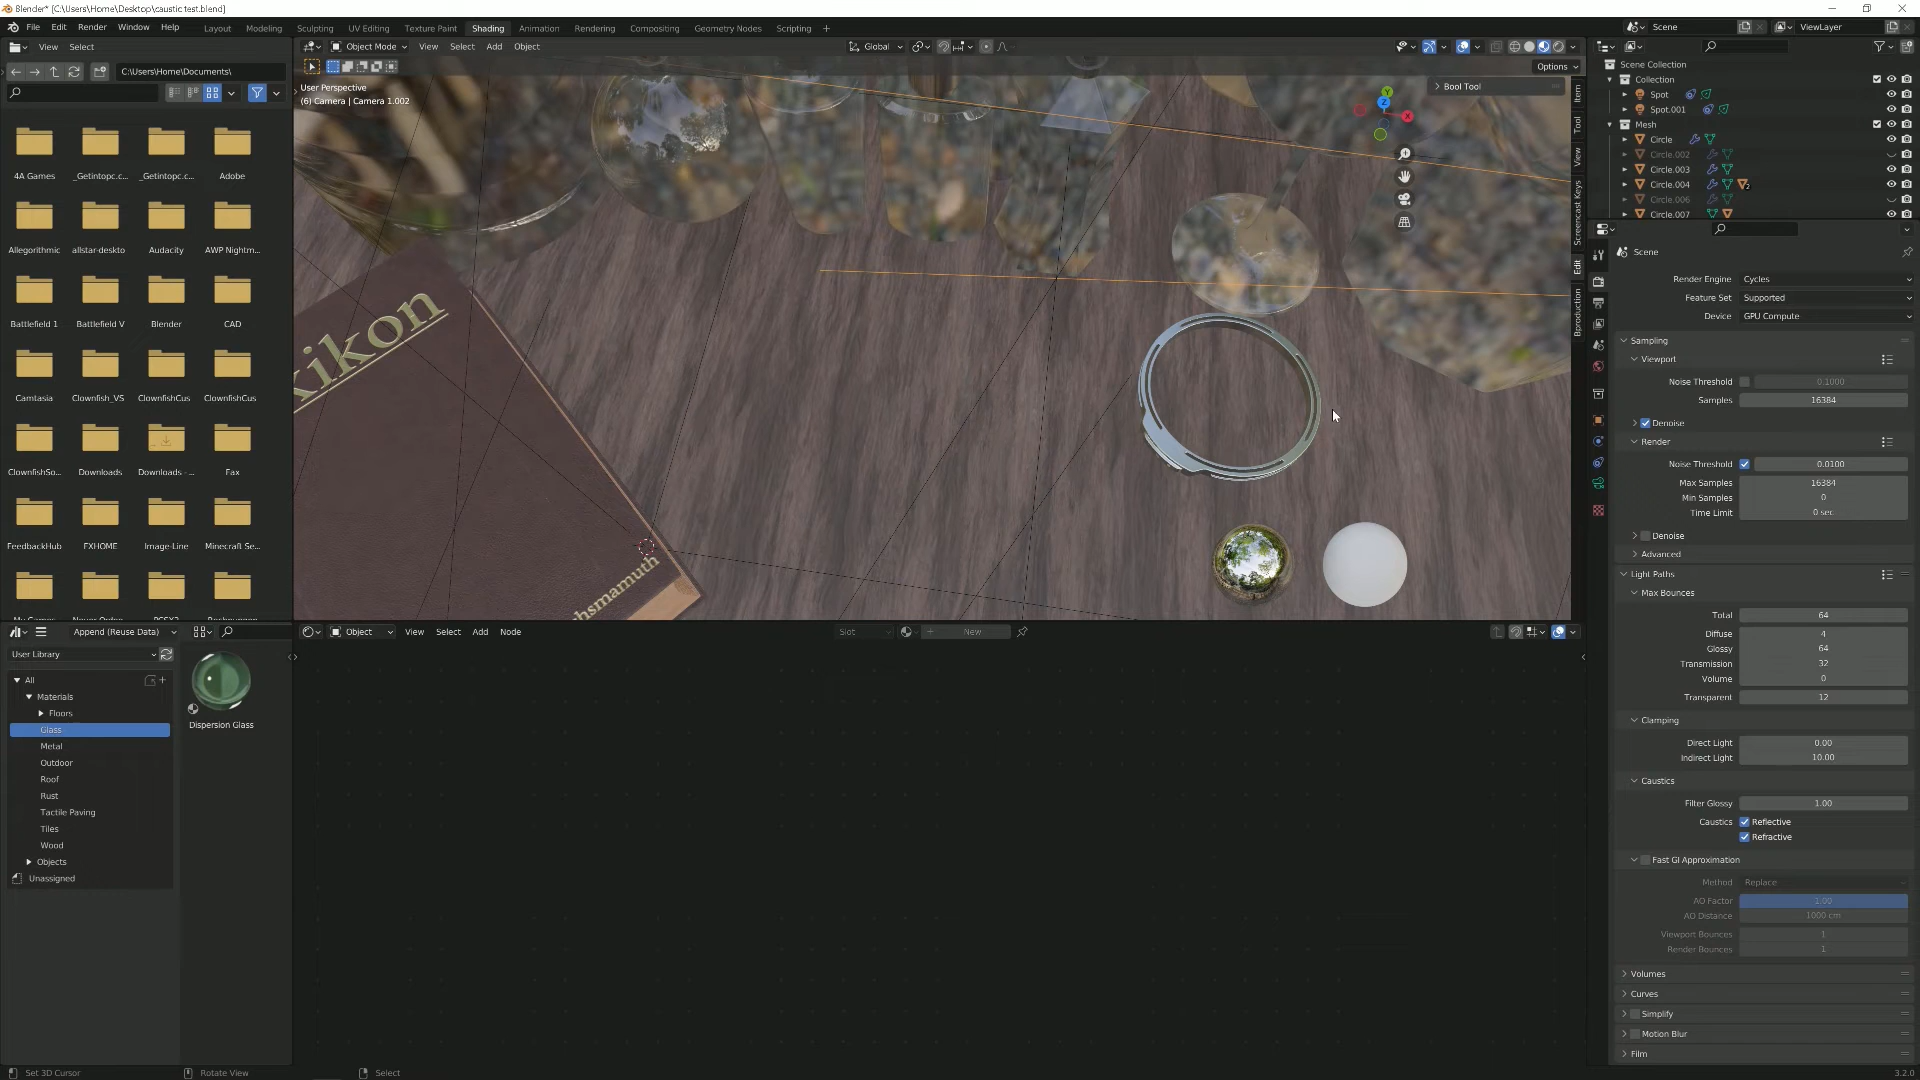 Blender* [C:\Users\Home\Desktop\caustic test.blend]
File Edit Render Window Help Layout Modeling Sculpting UV Editing Texture Paint Shading Animation Rendering Compositing Geometry Nodes Scripting + Scene ViewLayer
View Select
Object Mode View Select Add Object Global
C:\Users\Home\Documents\
Options
4A Games _Getintopc.c... _Getintopc.c... Adobe
Allegorithmic allstar-deskto Audacity AWP Nightm...
Battlefield 1 Battlefield V Blender CAD
Camtasia Clownfish_VS ClownfishCus ClownfishCus
ClownfishSo... Downloads Downloads - ... Fax
FeedbackHub FXHOME Image-Line Minecraft Se...
User Perspective
(6) Camera | Camera 1.002
Bool Tool
Item
Tool
View
Screencast Keys
Edit
Bproduction
Z
Y
X
kikon
hsmamuth
Scene Collection
Collection
Spot
Spot.001
Mesh
Circle
Circle.002
Circle.003
Circle.004 2
Circle.006
Circle.007
Scene
Render Engine Cycles
Feature Set Supported
Device GPU Compute
Sampling
Viewport
Noise Threshold 0.1000
Samples 16384
Denoise
Render
Noise Threshold 0.0100
Max Samples 16384
Min Samples 0
Time Limit 0 sec
Denoise
Advanced
Light Paths
Max Bounces
Total 64
Diffuse 4
Glossy 64
Transmission 32
Volume 0
Transparent 12
Clamping
Direct Light 0.00
Indirect Light 10.00
Caustics
Filter Glossy 1.00
Caustics Reflective
Refractive
Fast GI Approximation
Method Replace
AO Factor 1.00
AO Distance 1000 cm
Viewport Bounces 1
Render Bounces 1
Volumes
Curves
Simplify
Motion Blur
Film
Append (Reuse Data)
User Library
All
Materials
Floors
Glass
Metal
Outdoor
Roof
Rust
Tactile Paving
Tiles
Wood
Objects
Unassigned
Dispersion Glass
Object View Select Add Node Slot New
Set 3D Cursor Rotate View Select 3.2.0